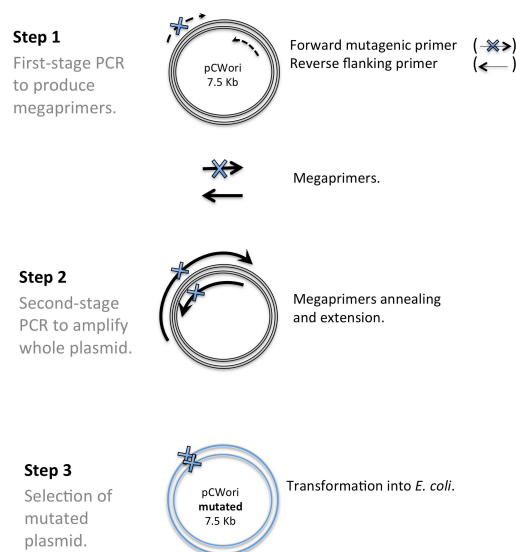 Step 1
First-stage PCR
to produce
megaprimers.
pCWori
7.5 Kb
Forward mutagenic primer
Reverse flanking primer
Megaprimers.
Step 2
Second-stage
PCR to amplify
whole plasmid.
Megaprimers annealing
and extension.
Step 3
Selection of
mutated
plasmid.
pCWori
mutated
7.5 Kb
Transformation into E. coli.